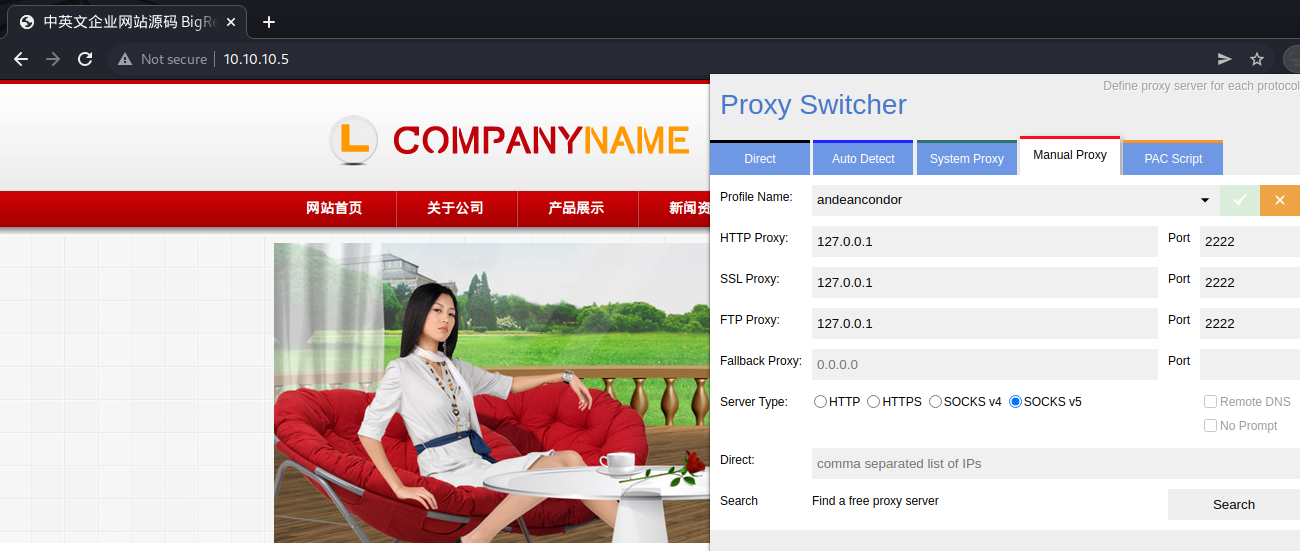 中英文企业网站源码 BigRe
Not secure
10.10.10.5
L COMPANYNAME
网站首页
关于公司
产品展示
新闻资
Define proxy server for each protocol
Proxy Switcher
Direct
Auto Detect
System Proxy
Manual Proxy
PAC Script
Profile Name:
andeancondor
HTTP Proxy:
127.0.0.1
Port
2222
SSL Proxy:
127.0.0.1
Port
2222
FTP Proxy:
127.0.0.1
Port
2222
Fallback Proxy:
0.0.0.0
Port
Server Type:
HTTP
HTTPS
SOCKS v4
SOCKS v5
Remote DNS
No Prompt
Direct:
comma separated list of IPs
Search
Find a free proxy server
Search